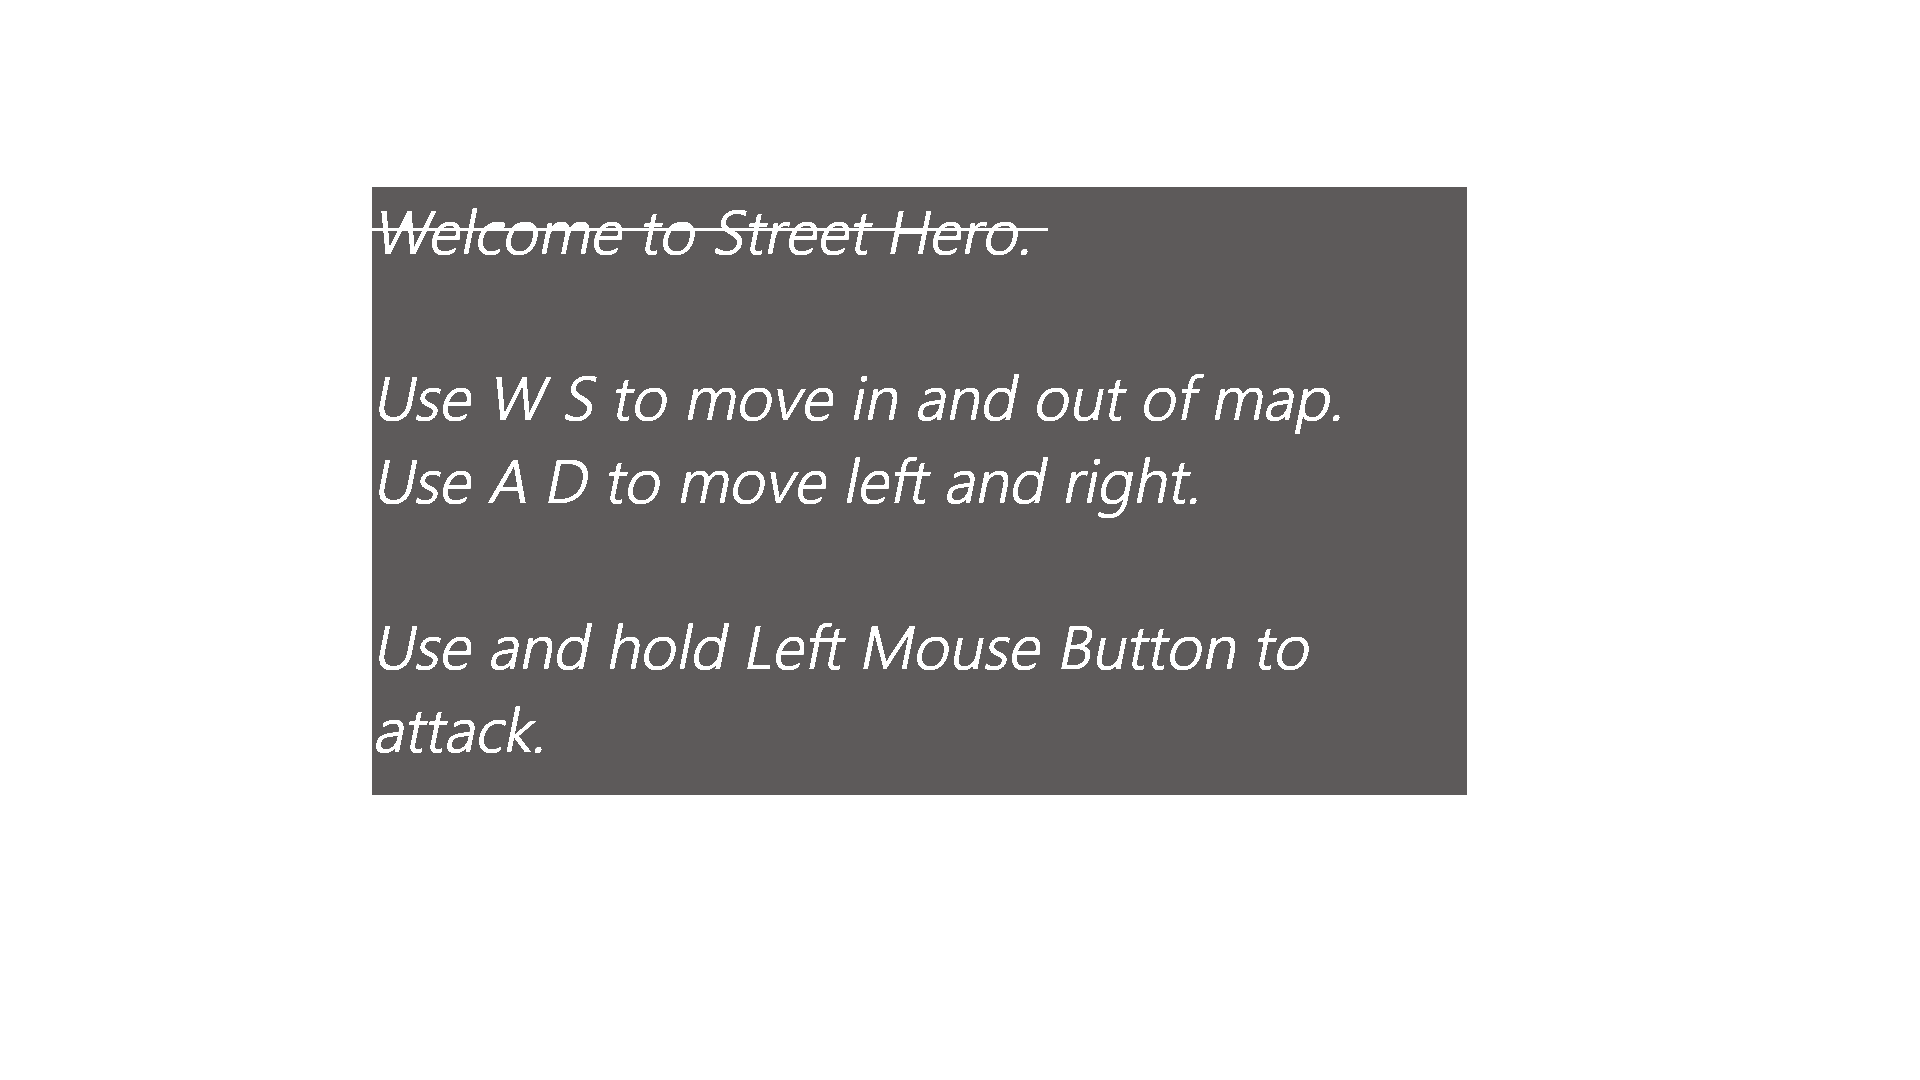 Welcome to Street Hero.
Use W S to move in and out of map.
Use A D to move left and right.
Use and hold Left Mouse Button to
attack.